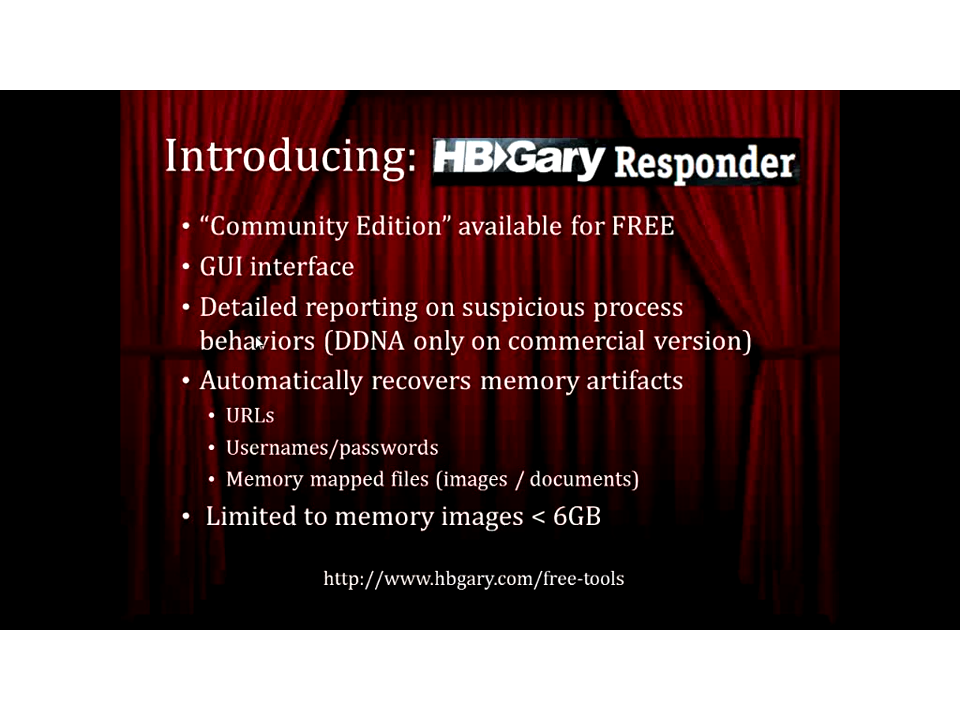 Introducing: HBGary Responder
• “Community Edition” available for FREE
• GUI interface
• Detailed reporting on suspicious process
behaviors (DDNA only on commercial version)
• Automatically recovers memory artifacts
• URLs
• Usernames/passwords
• Memory mapped files (images / documents)
• Limited to memory images < 6GB
http://www.hbgary.com/free-tools